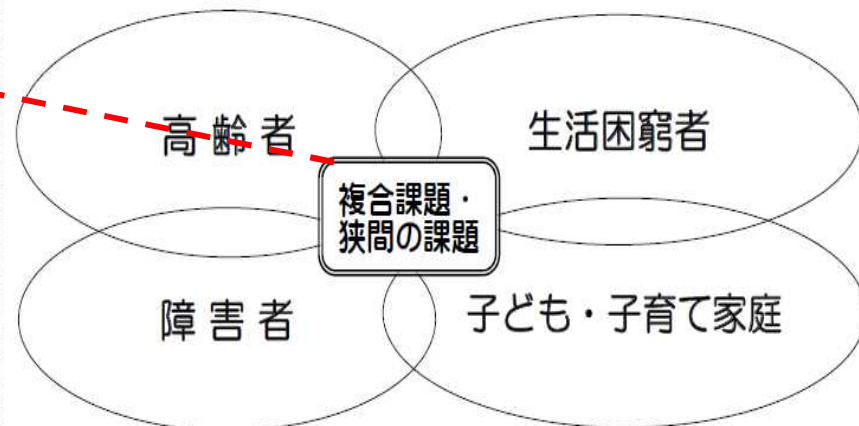 高齢者
生活困窮者
複合課題・
狭間の課題
障害者
子ども・子育て家庭